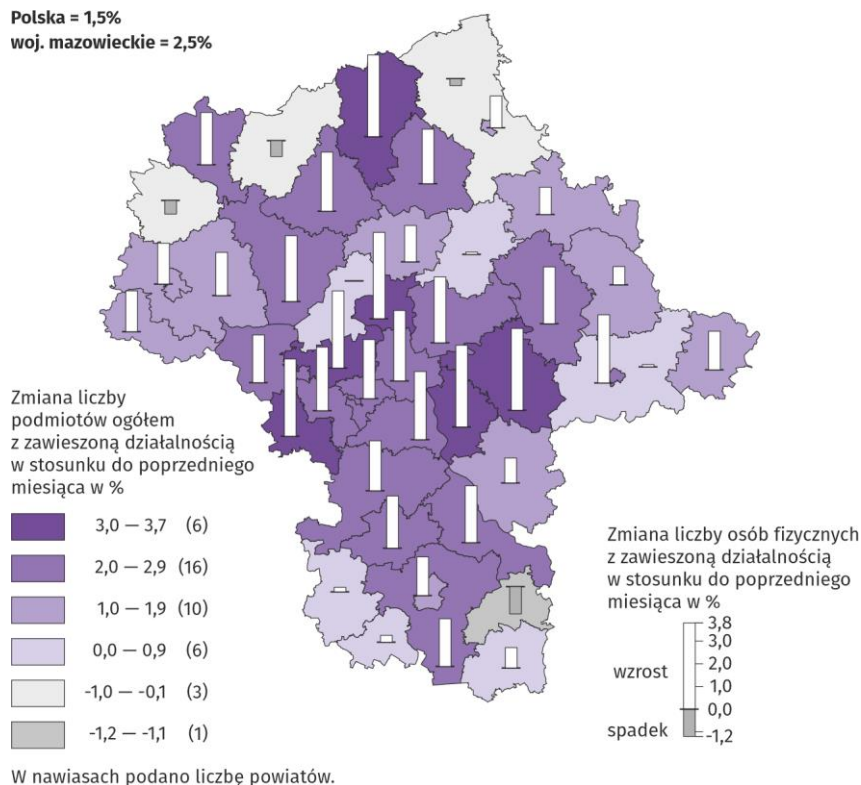 Polska = 1,5%
woj. mazowieckie = 2,5%
Zmiana liczby
podmiotów ogółem
z zawieszoną działalnością
w stosunku do poprzedniego
miesiąca w %
3,0 — 3,7 (6)
2,0 — 2,9 (16)
1,0 — 1,9 (10)
0,0 — 0,9 (6)
-1,0 — -0,1 (3)
-1,2 — -1,1 (1)
W nawiasach podano liczbę powiatów.
Zmiana liczby osób fizycznych
z zawieszoną działalnością
w stosunku do poprzedniego
miesiąca w %
3,8
3,0
wzrost 2,0
1,0
0,0
spadek -1,2